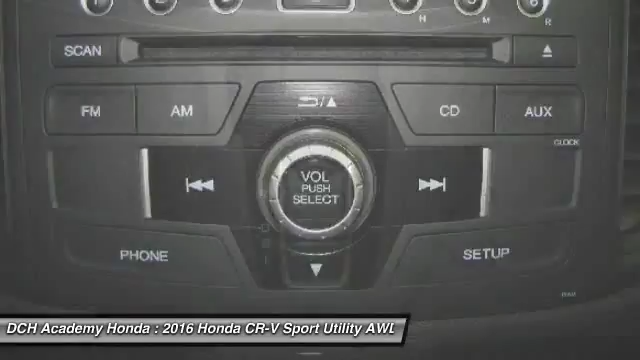 H M R
SCAN
FM AM CD AUX
CLOCK
VOL
PUSH
SELECT
PHONE SETUP
DCH Academy Honda : 2016 Honda CR-V Sport Utility AWD